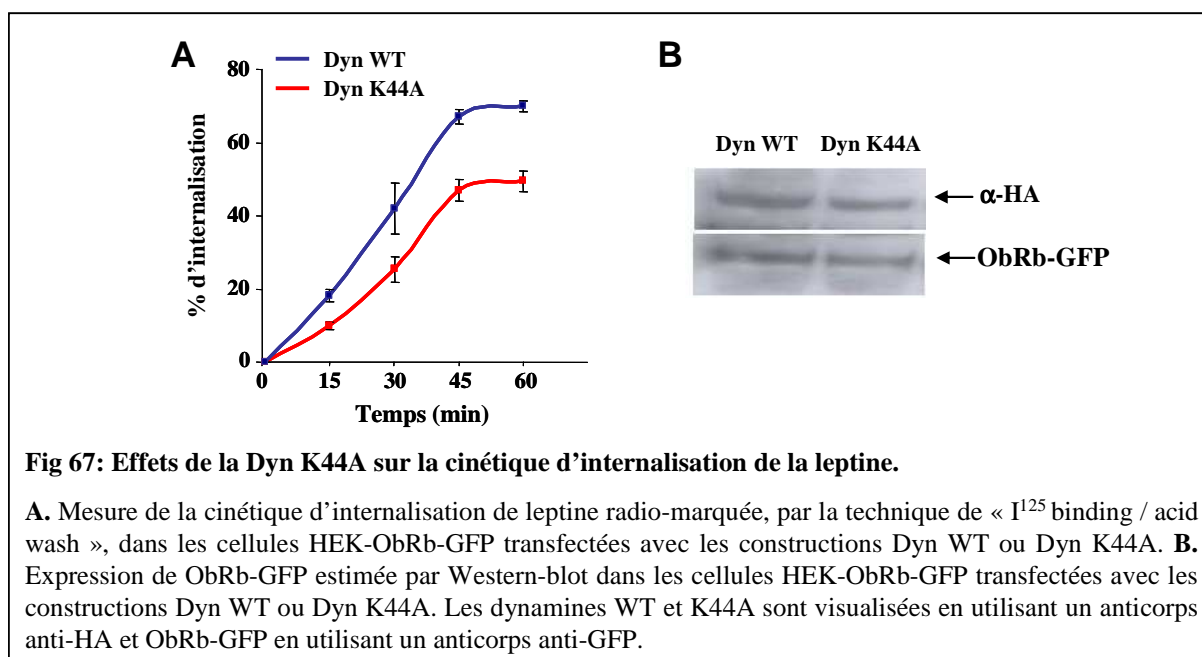 A
Dyn WT
Dyn K44A
80
60
40
20
0
% d’internalisation
0 15 30 45 60
Temps (min)
B
Dyn WT Dyn K44A
α-HA
ObRb-GFP
Fig 67: Effets de la Dyn K44A sur la cinétique d’internalisation de la leptine.
A. Mesure de la cinétique d’internalisation de leptine radio-marquée, par la technique de « I125 binding / acid
wash », dans les cellules HEK-ObRb-GFP transfectées avec les constructions Dyn WT ou Dyn K44A. B.
Expression de ObRb-GFP estimée par Western-blot dans les cellules HEK-ObRb-GFP transfectées avec les
constructions Dyn WT ou Dyn K44A. Les dynamines WT et K44A sont visualisées en utilisant un anticorps
anti-HA et ObRb-GFP en utilisant un anticorps anti-GFP.